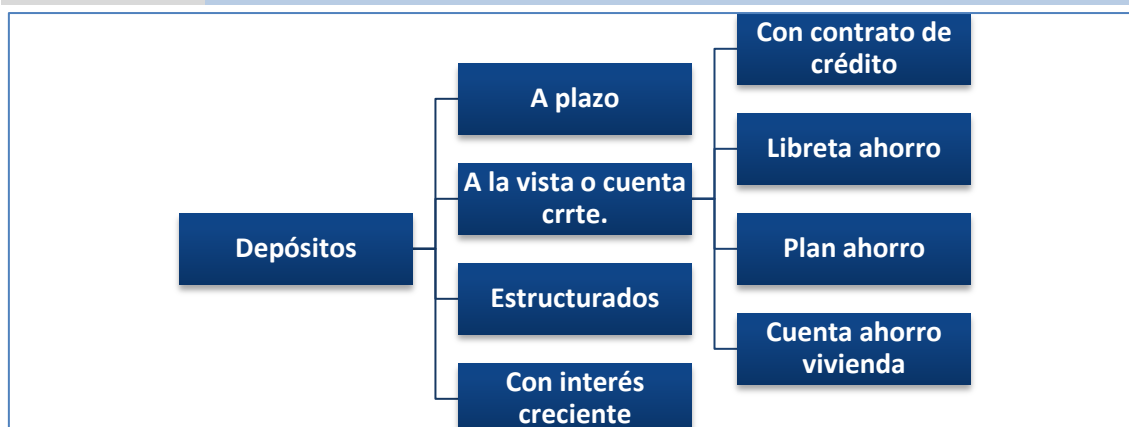 Depósitos
A plazo
A la vista o cuenta
crrte.
Estructurados
Con interés
creciente
Con contrato de
crédito
Libreta ahorro
Plan ahorro
Cuenta ahorro
vivienda